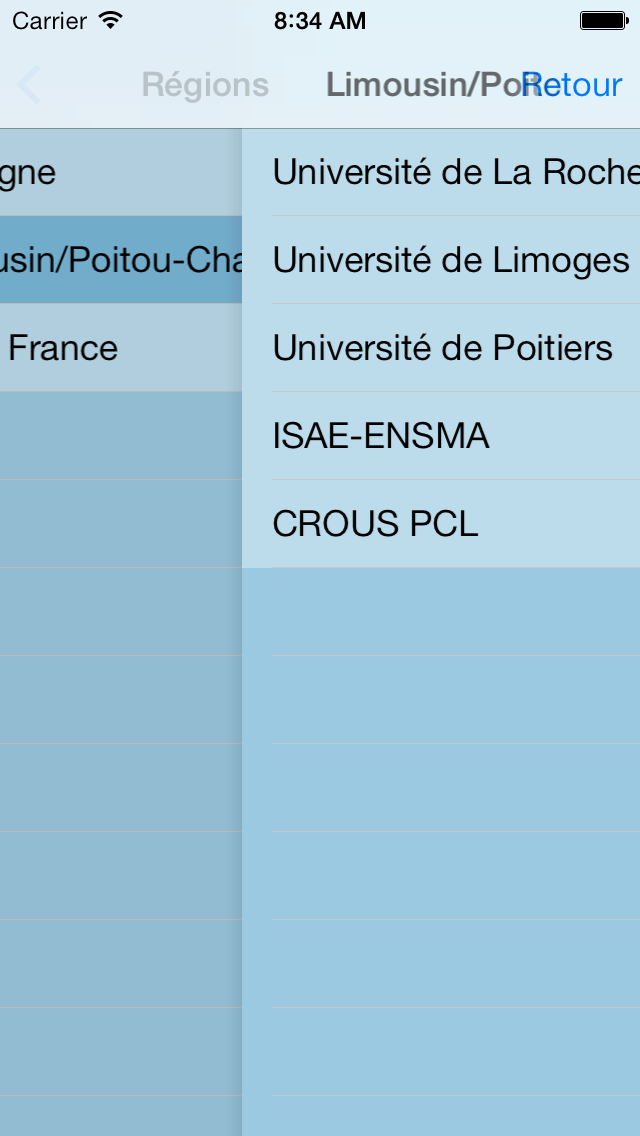 Carrier 8:34 AM
Régions Limousin/Poit Retour
gne
usin/Poitou-Cha
France
Université de La Roche
Université de Limoges
Université de Poitiers
ISAE-ENSMA
CROUS PCL